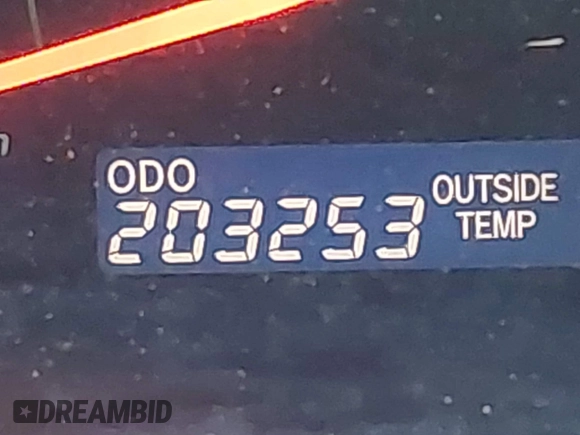 ODO
203253
OUTSIDE
TEMP
DREAMBID